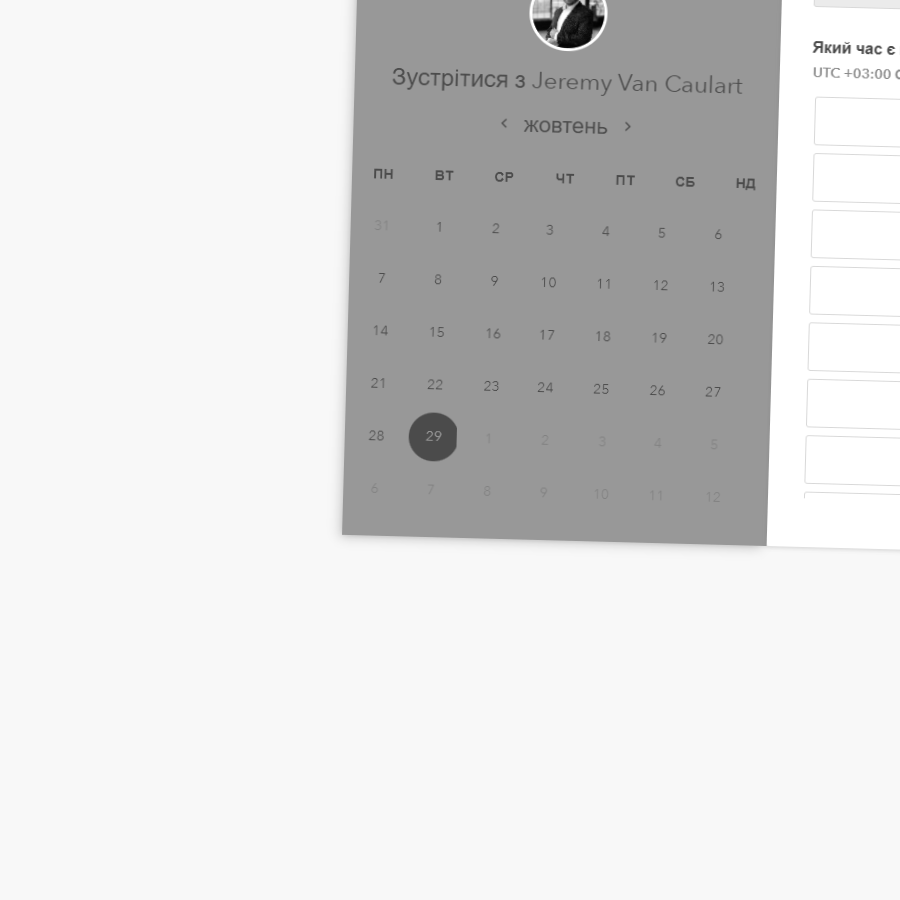 Зустрітися з Jeremy Van Caulart
жовтень
ПН ВТ СР ЧТ ПТ СБ НД
31 1 2 3 4 5 6
7 8 9 10 11 12 13
14 15 16 17 18 19 20
21 22 23 24 25 26 27
28 29 1 2 3 4 5
6 7 8 9 10 11 12
Який час є
UTC +03:00